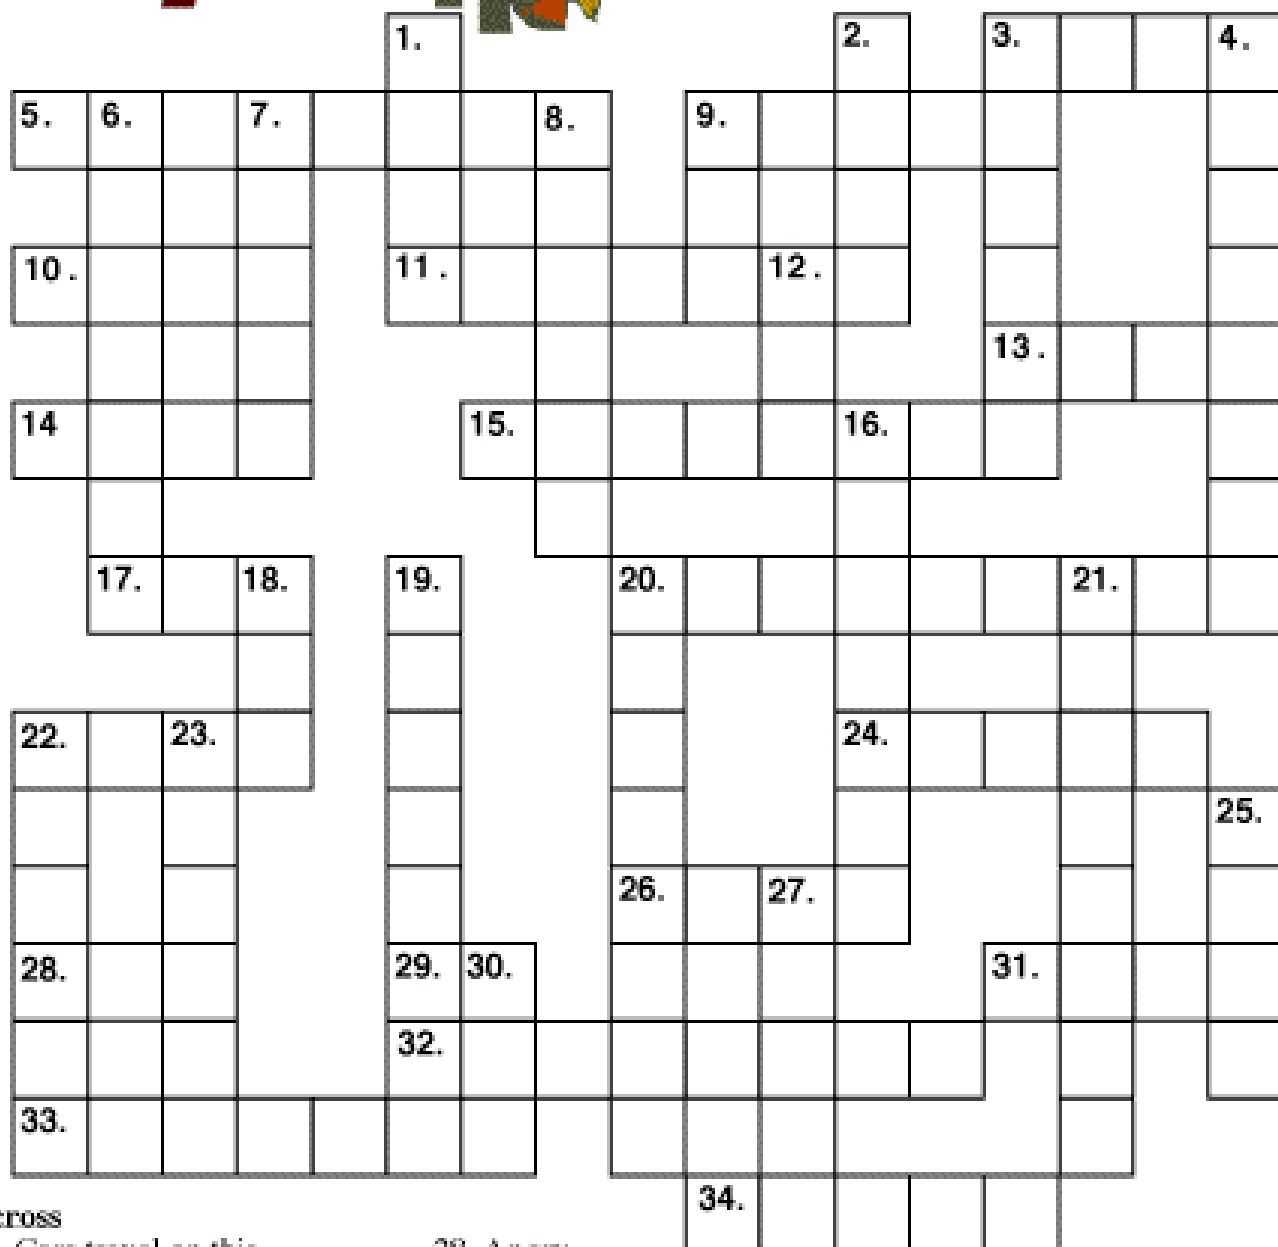 1. 2. 3. 4.
5. 6. 7. 8. 9.
10. 11. 12.
13.
14 15. 16.
17. 18. 19. 20. 21.
22. 23. 24.
25.
26. 27.
28. 29. 30. 31.
32.
33.
34.
cross